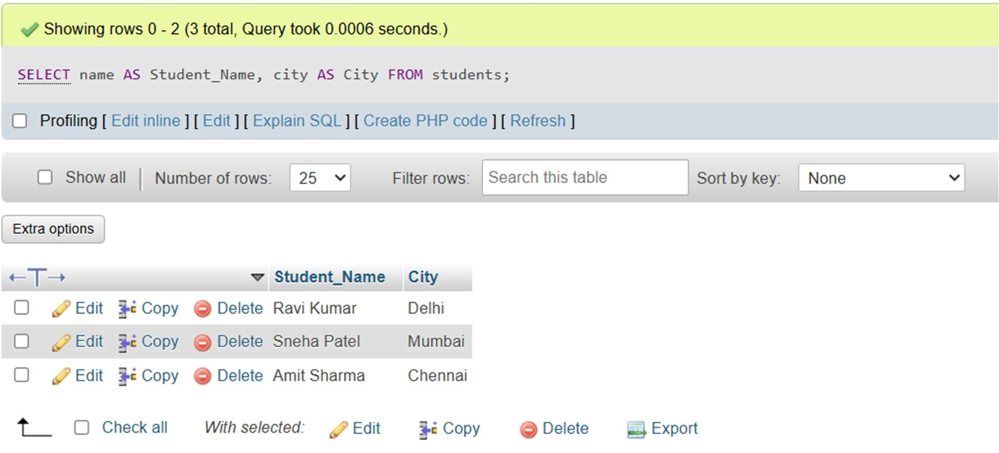 Showing rows 0 - 2 (3 total, Query took 0.0006 seconds.)
SELECT name AS Student_Name, city AS City FROM students;
Profiling [ Edit inline ] [ Edit ] [ Explain SQL ] [ Create PHP code ] [ Refresh ]
Show all | Number of rows: 25 Filter rows: Search this table Sort by key: None
Extra options
←T→ Student_Name City
Edit Copy Delete Ravi Kumar Delhi
Edit Copy Delete Sneha Patel Mumbai
Edit Copy Delete Amit Sharma Chennai
Check all With selected: Edit Copy Delete Export